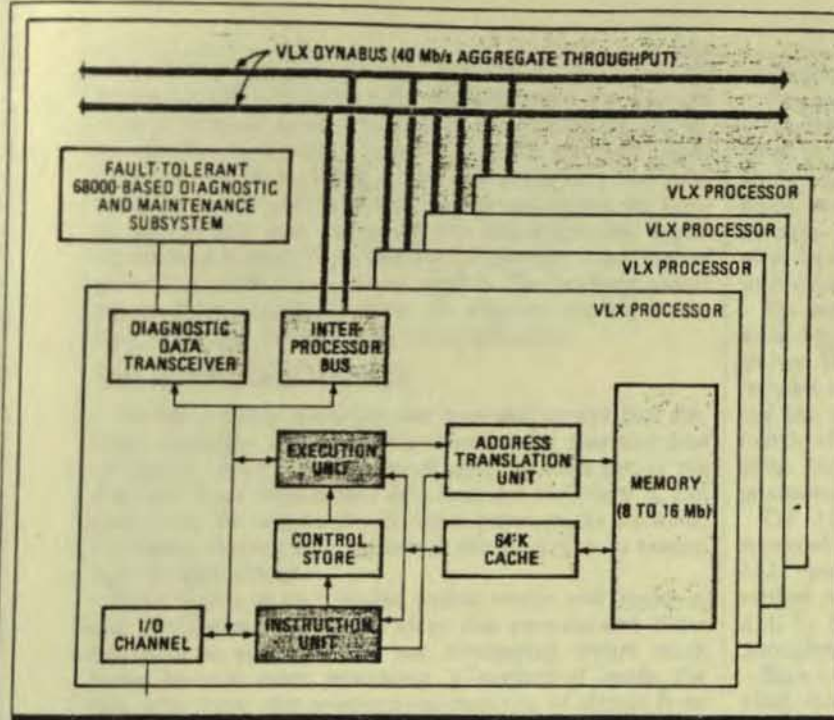 VLX DYNABUS (40 Mb/s AGGREGATE THROUGHPUT)
FAULT-TOLERANT
68000-BASED DIAGNOSTIC
AND MAINTENANCE
SUBSYSTEM
VLX PROCESSOR
VLX PROCESSOR
VLX PROCESSOR
VLX PROCESSOR
DIAGNOSTIC
DATA
TRANSCEIVER
INTER-
PROCESSOR
BUS
EXECUTION
UNIT
ADDRESS
TRANSLATION
UNIT
MEMORY
(8 TO 16 Mb)
CONTROL
STORE
64-K
CACHE
I/O
CHANNEL
INSTRUCTION
UNIT